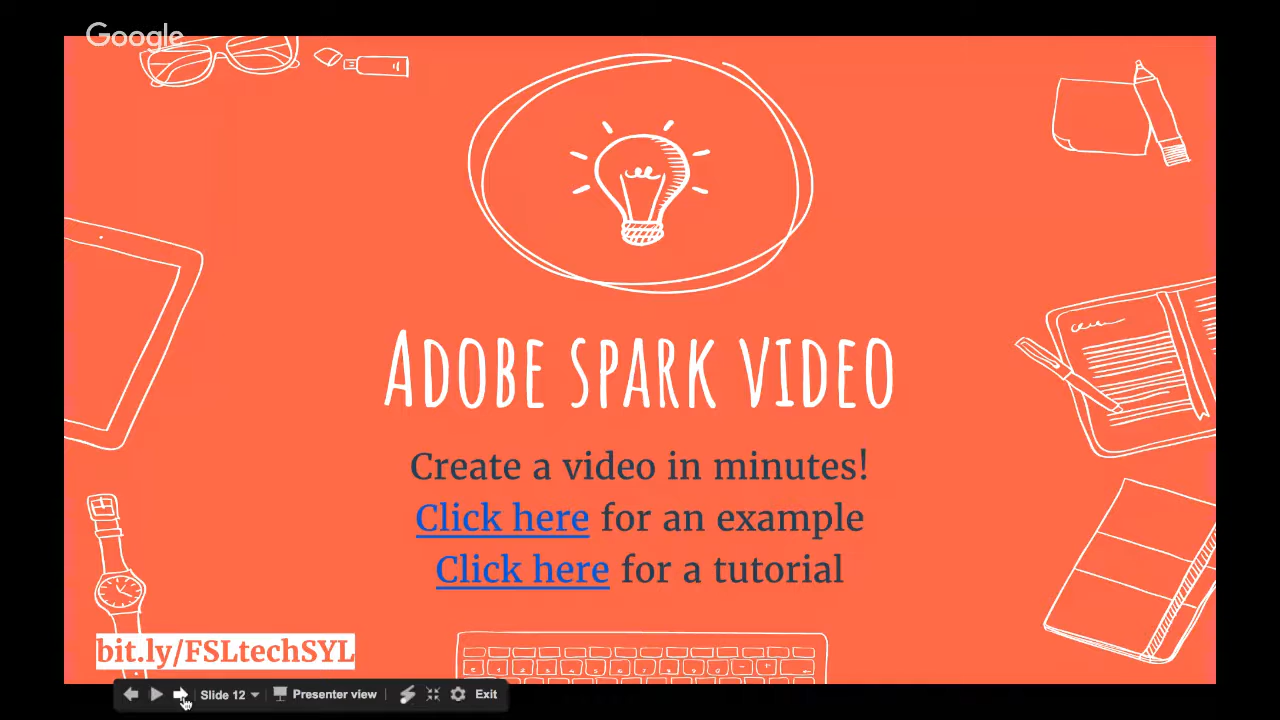 Google
Adobe spark video
Create a video in minutes!
Click here for an example
Click here for a tutorial
bit.ly/FSLtechSYL
Slide 12
Presenter view
Exit